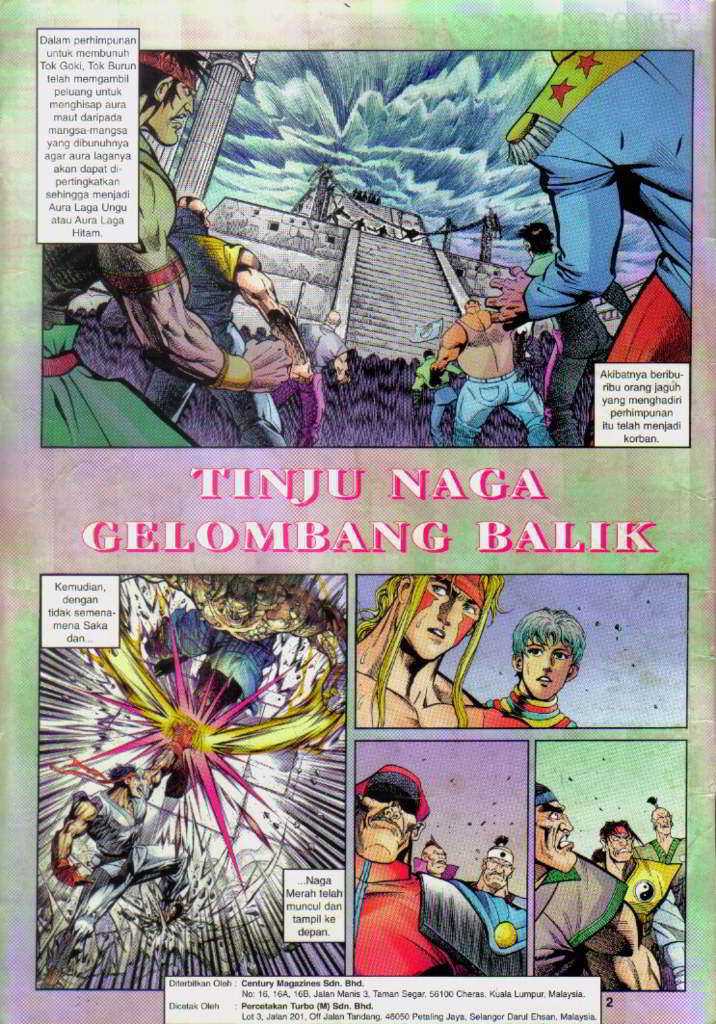 Dalam perhimpunan
untuk membunuh
Tok Goki, Tok Burun
telah memgambil
peluang untuk
menghisap aura
maut daripada
mangsa-mangsa
yang dibunuhnya
agar aura laganya
akan dapat di-
pertingkatkan
sehingga menjadi
Aura Laga Ungu
atau Aura Laga
Hitam.
Akibatnya beribu-
ribu orang jaguh
yang menghadiri
perhimpunan
itu telah menjadi
korban.
TINJU NAGA
GELOMBANG BALIK
Kemudian,
dengan
tidak semena-
mena Saka
dan...
...Naga
Merah telah
muncul dan
tampil ke
depan.
Diterbitkan Oleh : Century Magazines Sdn. Bhd.
No: 16, 16A, 16B, Jalan Manis 3, Taman Segar, 56100 Cheras, Kuala Lumpur, Malaysia.
Dicetak Oleh : Percetakan Turbo (M) Sdn. Bhd.
Lot 3, Jalan 201, Off Jalan Tandang, 46050 Petaling Jaya, Selangor Darul Ehsan, Malaysia.
2